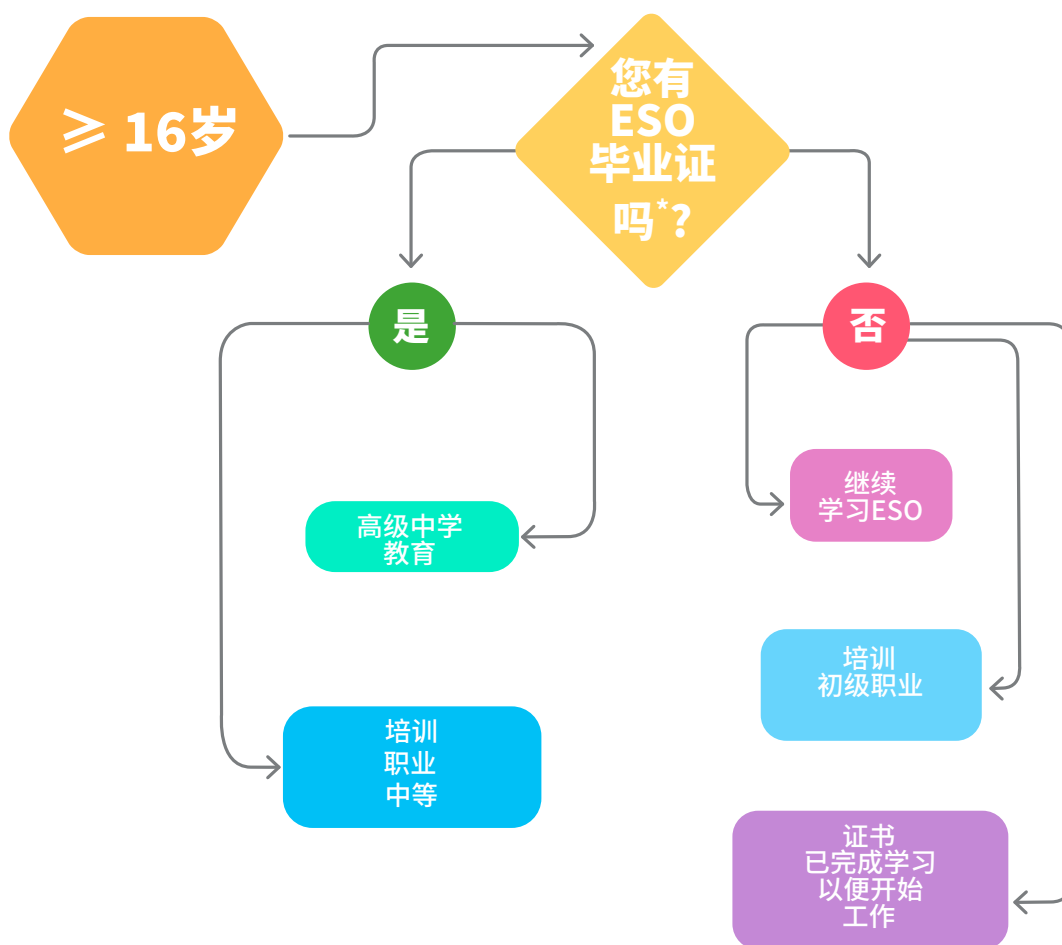 ≥ 16岁
您有
ESO
毕业证
吗*?
是
否
高级中学
教育
培训
职业
中等
继续
学习ESO
培训
初级职业
证书
已完成学习
以便开始
工作